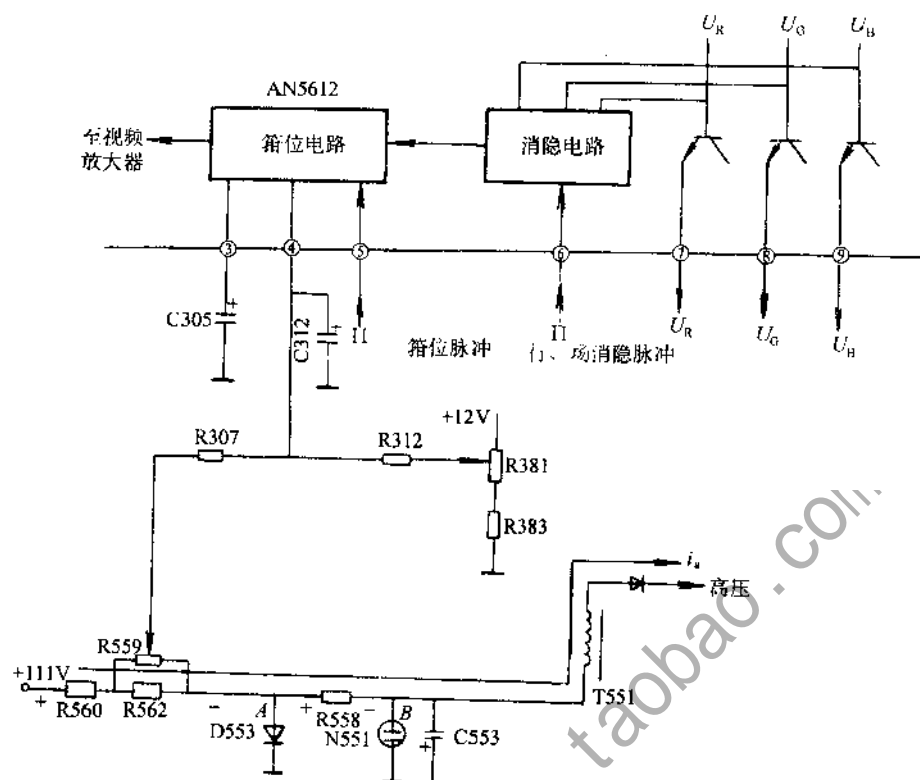 U_R U_G U_B
AN5612
至视频
放大器
箝位电路
消隐电路
③ ④ ⑤ ⑥ ⑦ ⑧ ⑨
C305
C312
箝位脉冲
行、场消隐脉冲
U_R
U_G
U_B
+12V
R307
R312
R381
R383
i_a
高压
R559
+111V
T551
+
R560
R562
-
A
+
R558
-
B
D553
N551
C553
taobao.com